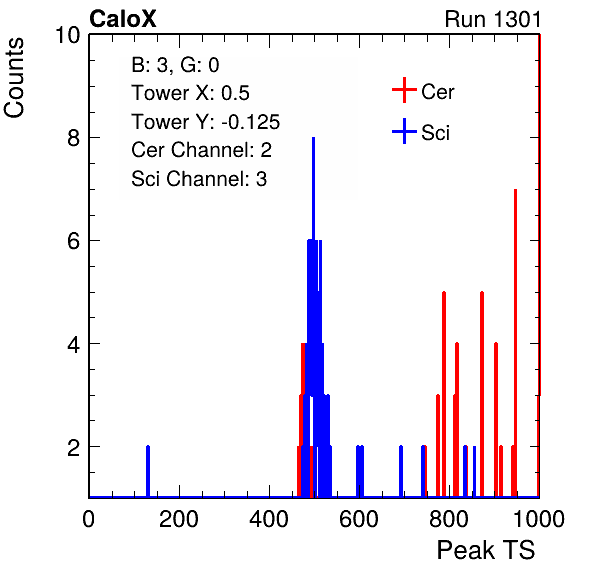 CaloX Run 1301
Counts
10
8
6
4
2
B: 3, G: 0
Tower X: 0.5
Tower Y: -0.125
Cer Channel: 2
Sci Channel: 3
Cer
Sci
0 200 400 600 800 1000
Peak TS